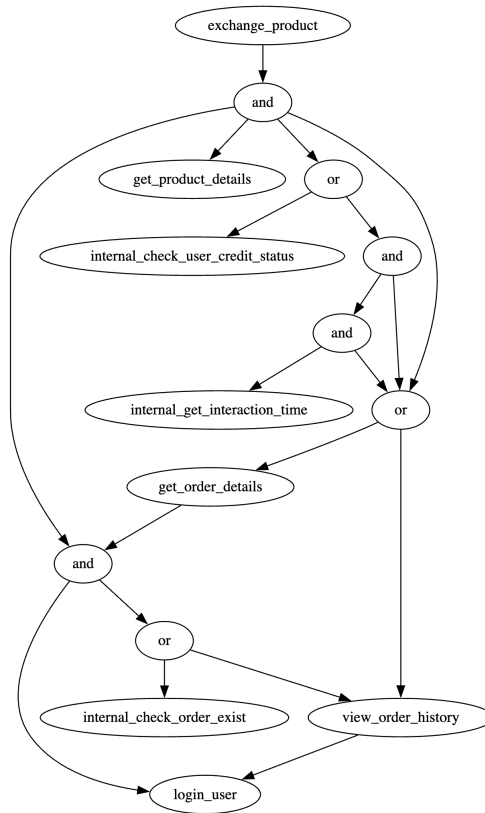 exchange_product
and
get_product_details
or
internal_check_user_credit_status
and
and
internal_get_interaction_time
or
get_order_details
and
or
internal_check_order_exist
view_order_history
login_user